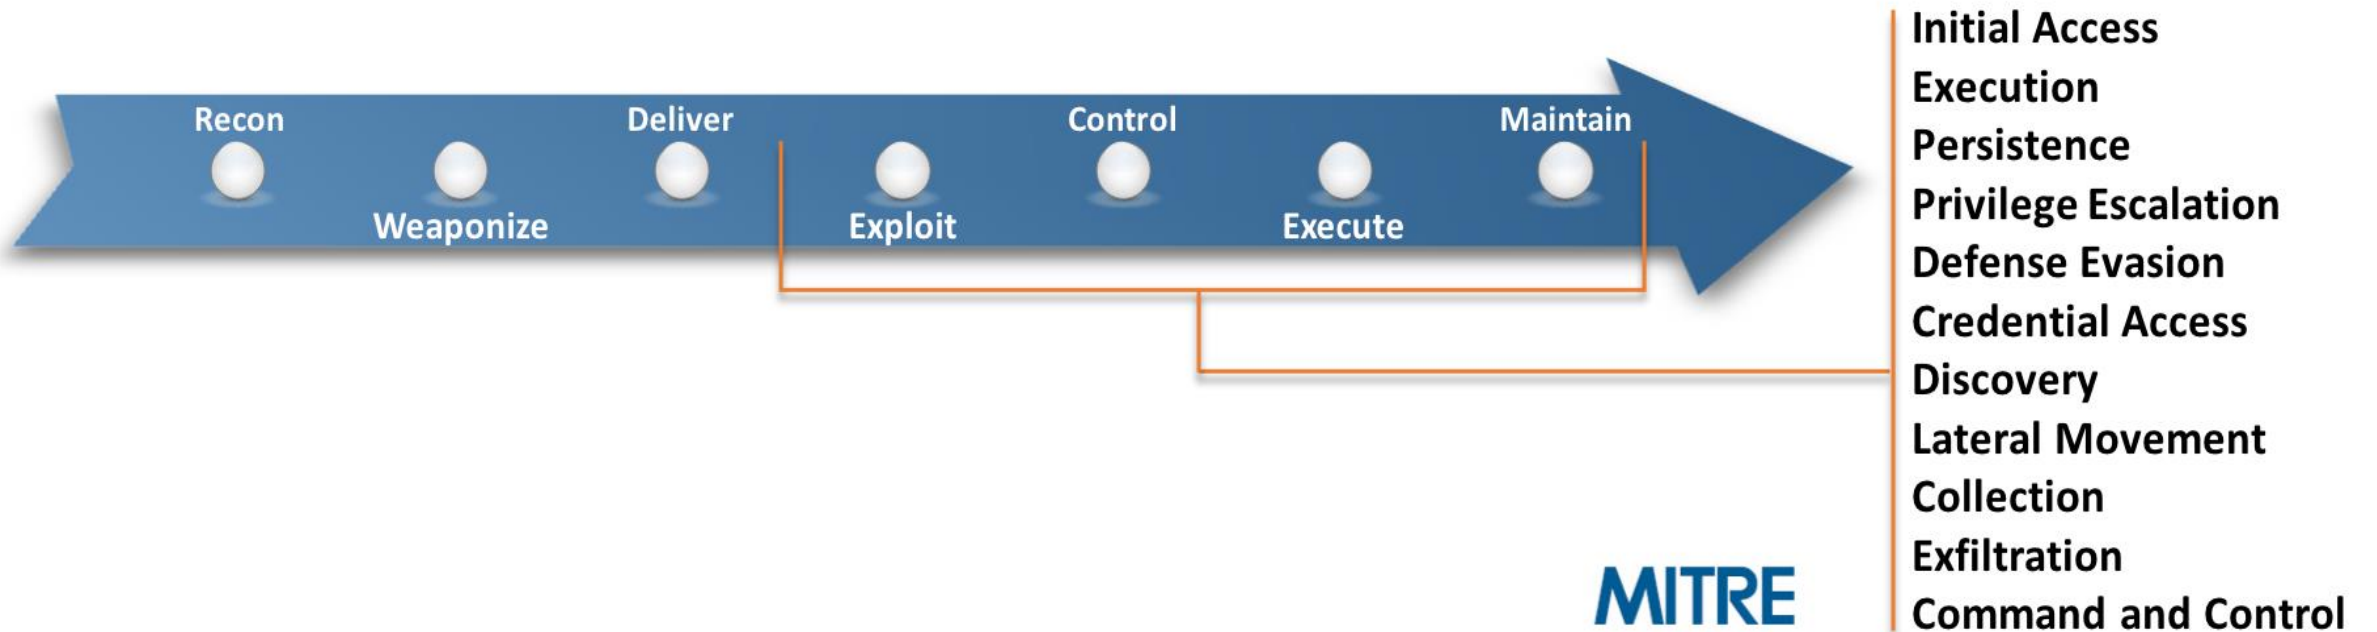 Recon
Weaponize
Deliver
Exploit
Control
Execute
Maintain
Initial Access
Execution
Persistence
Privilege Escalation
Defense Evasion
Credential Access
Discovery
Lateral Movement
Collection
Exfiltration
Command and Control
MITRE